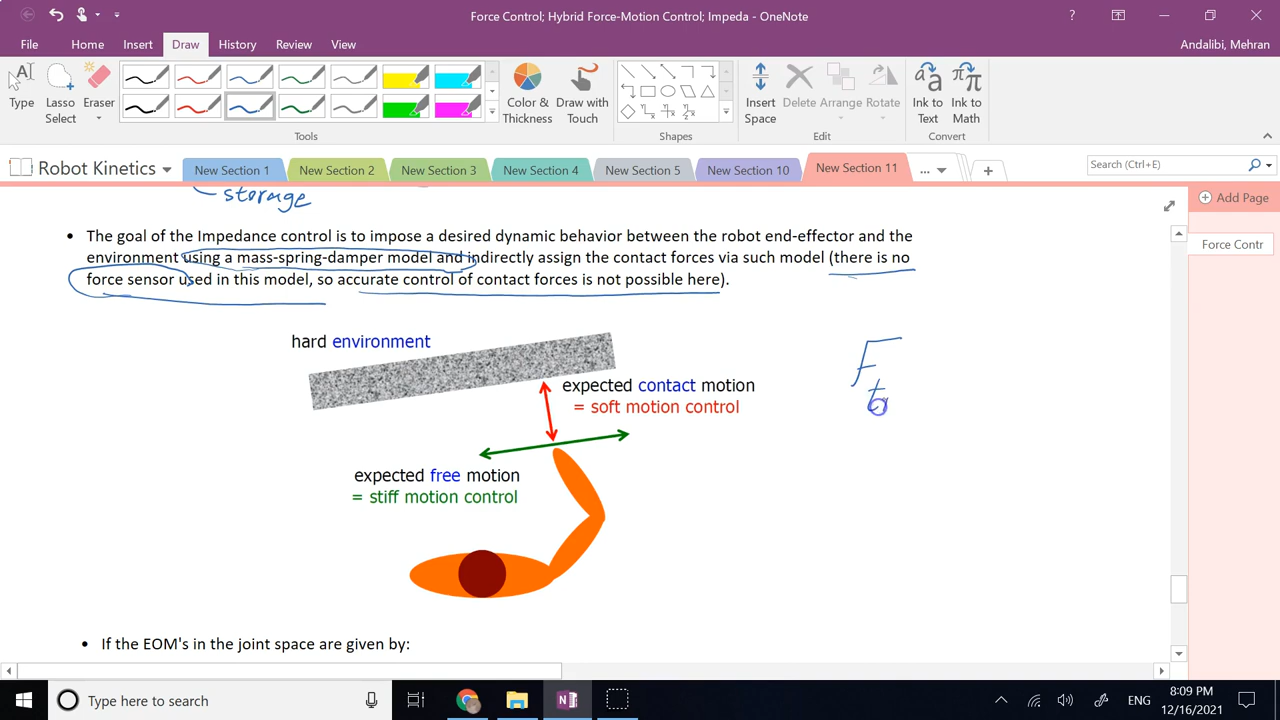 Force Control; Hybrid Force-Motion Control; Impeda - OneNote
File Home Insert Draw History Review View
Andalibi, Mehran
Type
Lasso Select
Eraser
Color & Thickness
Draw with Touch
Insert Space
Delete
Arrange
Rotate
Ink to Text
Ink to Math
Tools
Shapes
Edit
Convert
Robot Kinetics
New Section 1
New Section 2
New Section 3
New Section 4
New Section 5
New Section 10
New Section 11
...
Search (Ctrl+E)
Add Page
Force Contr
storage
• The goal of the Impedance control is to impose a desired dynamic behavior between the robot end-effector and the
environment using a mass-spring-damper model and indirectly assign the contact forces via such model (there is no
force sensor used in this model, so accurate control of contact forces is not possible here).
hard environment
expected contact motion
= soft motion control
expected free motion
= stiff motion control
F
• If the EOM's in the joint space are given by:
Type here to search
ENG
8:09 PM
12/16/2021